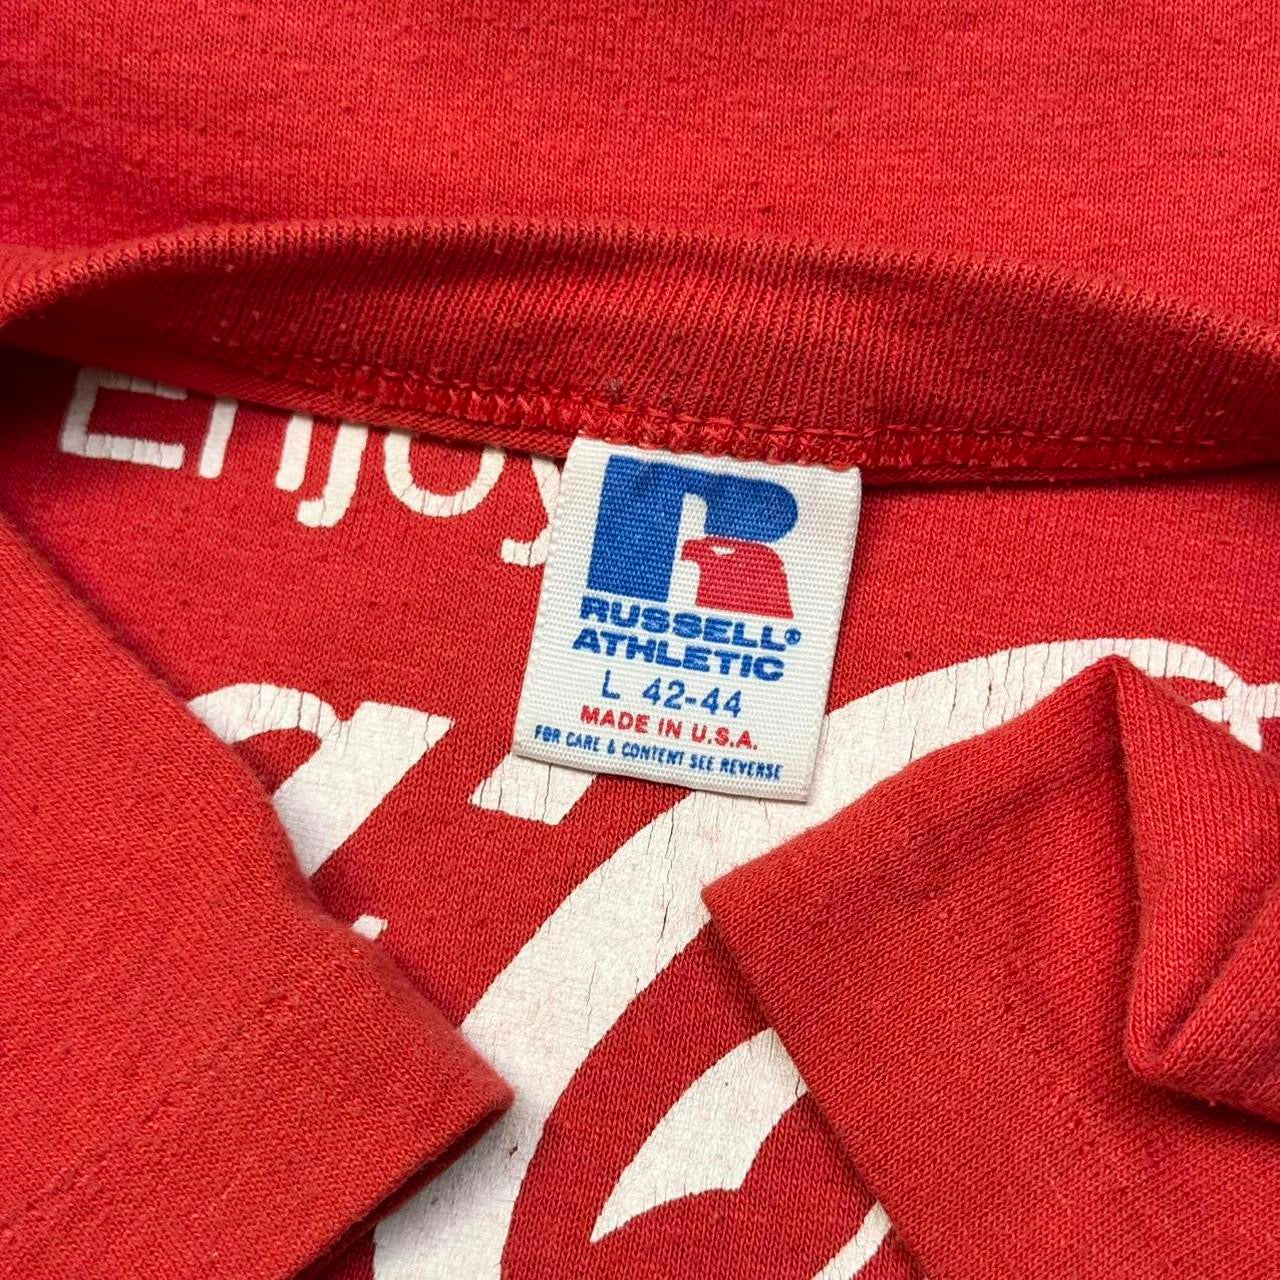 Enjoy
RUSSELL®
ATHLETIC
L 42-44
MADE IN U.S.A.
FOR CARE & CONTENT SEE REVERSE